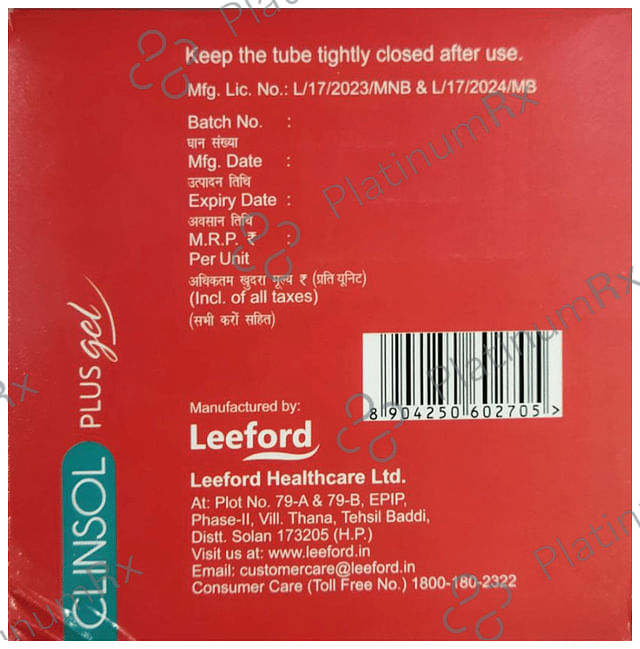 Keep the tube tightly closed after use.
Mfg. Lic. No.: L/17/2023/MNB & L/17/2024/MB
Batch No. :
घान संख्या
Mfg. Date :
उत्पादन तिथि
Expiry Date :
अवसान तिथि
M.R.P. ₹ :
Per Unit
अधिकतम खुदरा मूल्य ₹ (प्रति यूनिट)
(Incl. of all taxes)
(सभी करों सहित)
8 904250 602705 >
Manufactured by:
Leeford
Leeford Healthcare Ltd.
At: Plot No. 79-A & 79-B, EPIP,
Phase-II, Vill. Thana, Tehsil Baddi,
Distt. Solan 173205 (H.P.)
Visit us at: www.leeford.in
Email: customercare@leeford.in
Consumer Care (Toll Free No.) 1800-180-2322
CLINSOL PLUS gel
PlatinumRx
PlatinumRx
PlatinumRx
PlatinumRx